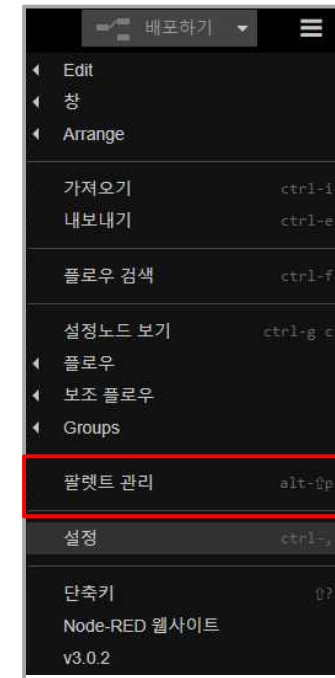 배포하기
Edit
창
Arrange
가져오기 ctrl-i
내보내기 ctrl-e
플로우 검색 ctrl-f
설정노드 보기 ctrl-g c
플로우
보조 플로우
Groups
팔렛트 관리 alt-⇧p
설정 ctrl-,
단축키 ⇧?
Node-RED 웹사이트
v3.0.2